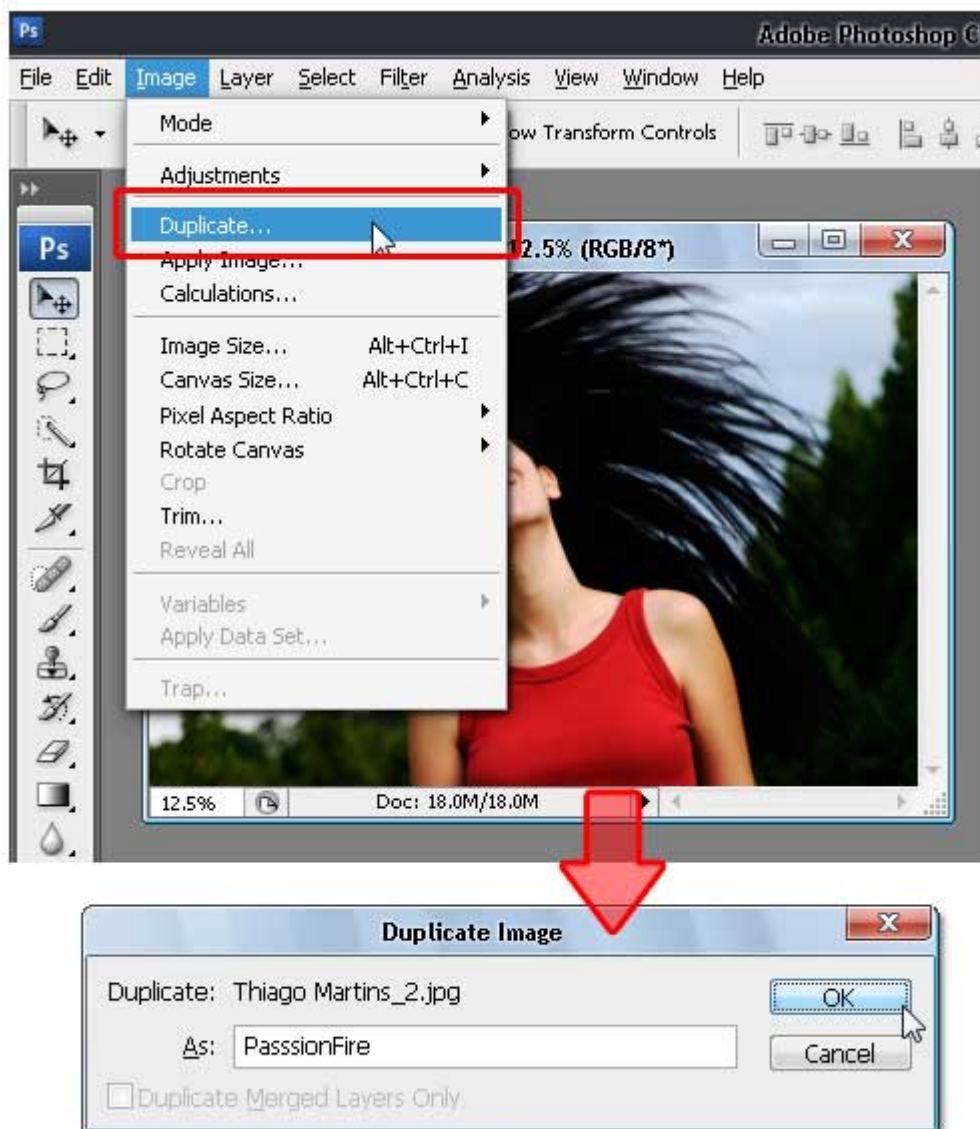 Ps
Adobe Photoshop C
File Edit Image Layer Select Filter Analysis View Window Help
Mode
ow Transform Controls
Adjustments
Duplicate...
Ps
2.5% (RGB/8*)
Apply Image...
Calculations...
Image Size... Alt+Ctrl+I
Canvas Size... Alt+Ctrl+C
Pixel Aspect Ratio
Rotate Canvas
Crop
Trim...
Reveal All
Variables
Apply Data Set...
Trap...
12.5% Doc: 18.0M/18.0M
Duplicate Image
Duplicate: Thiago Martins_2.jpg
OK
As: PasssionFire
Cancel
Duplicate Merged Layers Only